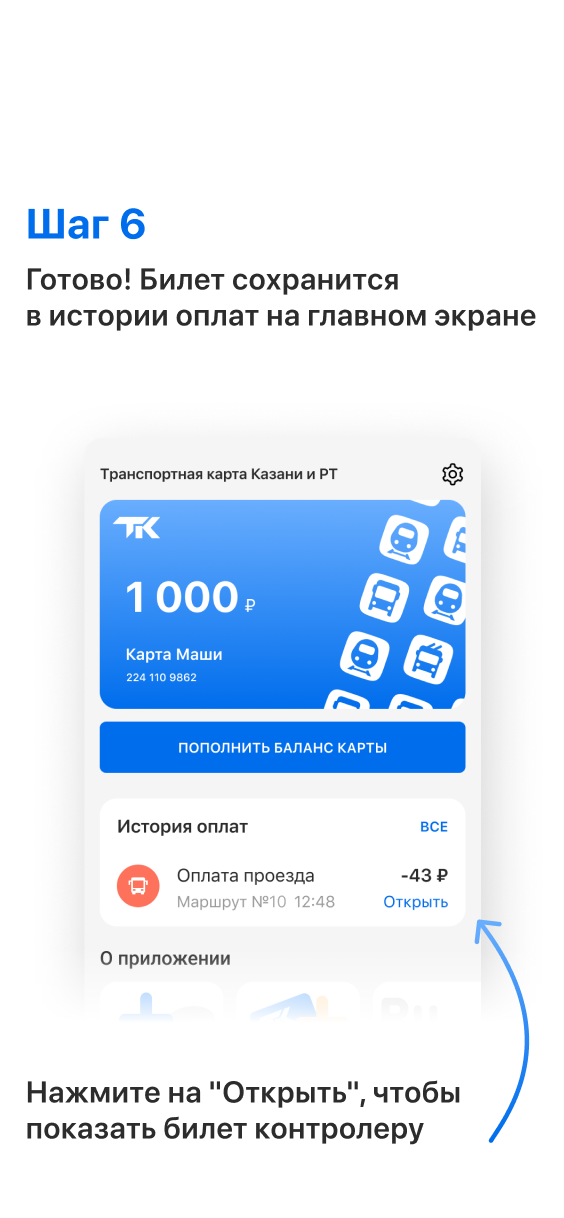 Шаг 6
Готово! Билет сохранится
в истории оплат на главном экране
Транспортная карта Казани и РТ
ТК
1 000 ₽
Карта Маши
224 110 9862
ПОПОЛНИТЬ БАЛАНС КАРТЫ
История оплат ВСЕ
Оплата проезда -43 ₽
Маршрут №10 12:48 Открыть
О приложении
Нажмите на "Открыть", чтобы
показать билет контролеру